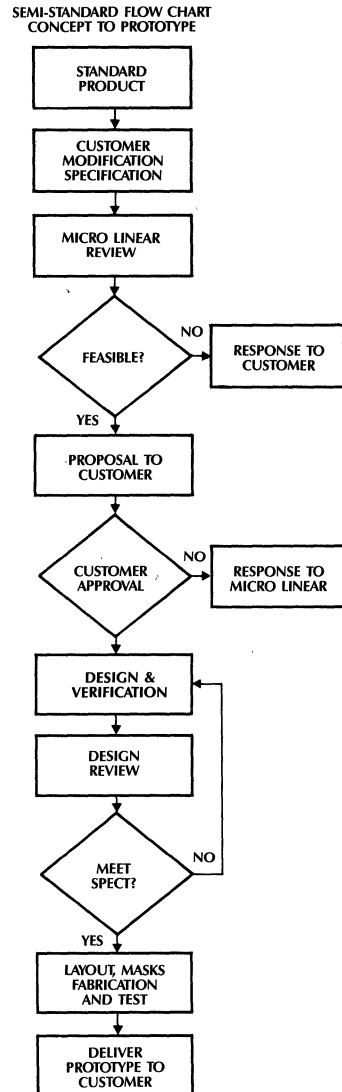 SEMI-STANDARD FLOW CHART
CONCEPT TO PROTOTYPE
STANDARD
PRODUCT
CUSTOMER
MODIFICATION
SPECIFICATION
MICRO LINEAR
REVIEW
FEASIBLE?
NO
RESPONSE TO
CUSTOMER
YES
PROPOSAL TO
CUSTOMER
CUSTOMER
APPROVAL
NO
RESPONSE TO
MICRO LINEAR
DESIGN &
VERIFICATION
DESIGN
REVIEW
MEET
SPECT?
NO
YES
LAYOUT, MASKS
FABRICATION
AND TEST
DELIVER
PROTOTYPE TO
CUSTOMER